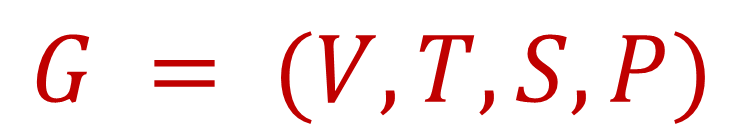 G = (V, T, S, P)